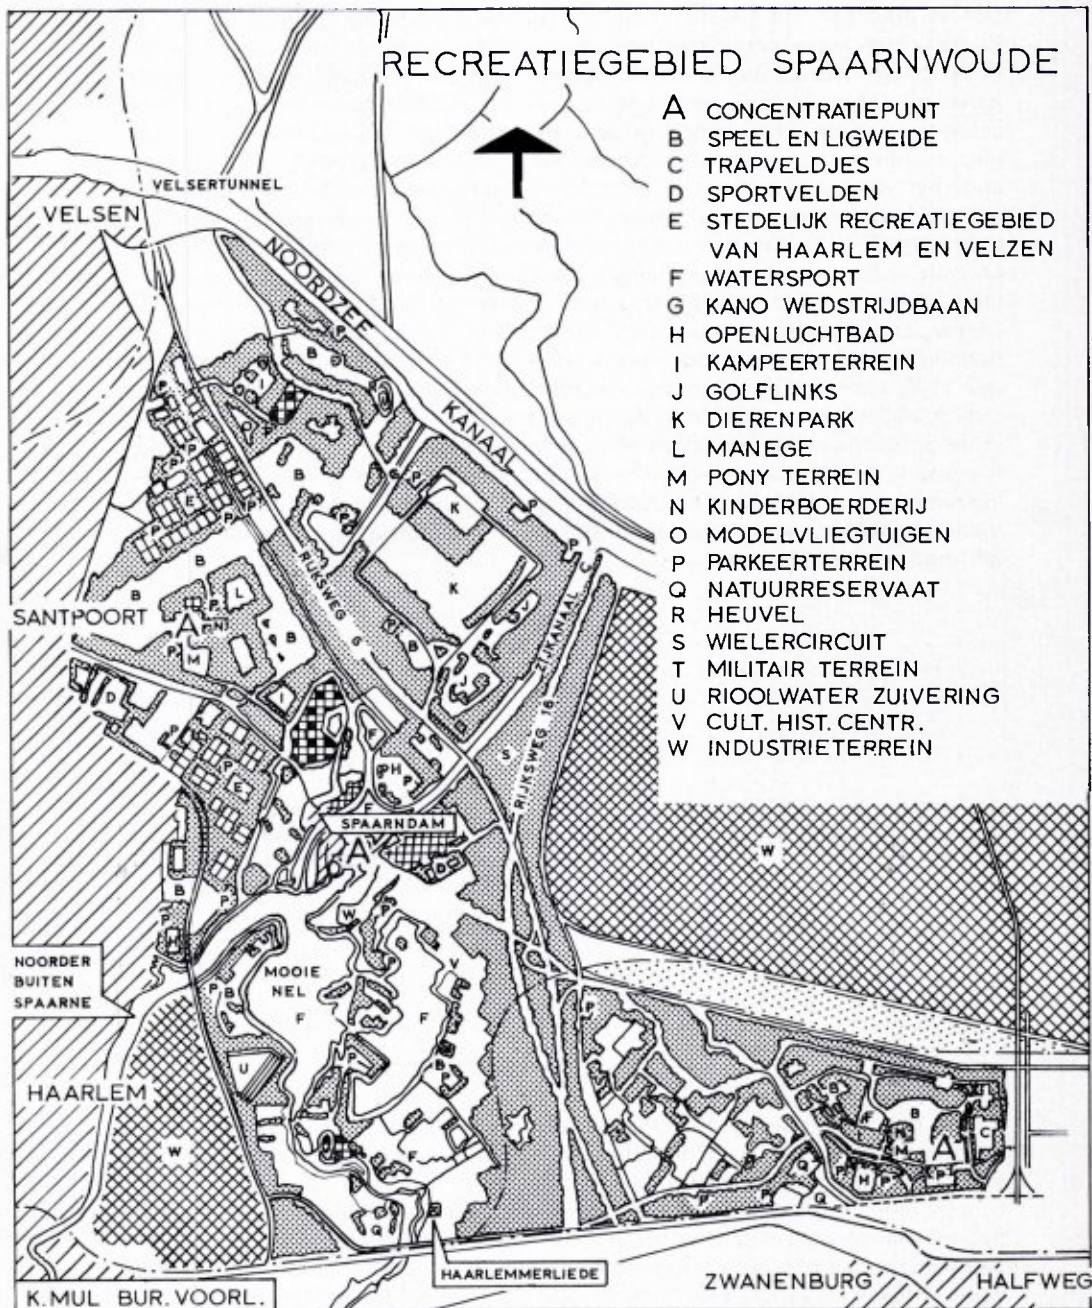 RECREATIEGEBIED SPAARNWOUDE
A CONCENTRATIEPUNT
B SPEEL EN LIGWEIDE
C TRAPVELDJES
D SPORTVELDEN
E STEDELIJK RECREATIEGEBIED
VAN HAARLEM EN VELZEN
F WATERSPORT
G KANO WEDSTRIJDBAAN
H OPENLUCHTBAD
I KAMPEERTERREIN
J GOLFLINKS
K DIERENPARK
L MANEGE
M PONY TERREIN
N KINDERBOERDERIJ
O MODELVLIEGTUIGEN
P PARKEERTERREIN
Q NATUURRESERVAAT
R HEUVEL
S WIELERCIRCUIT
T MILITAIR TERREIN
U RIOOLWATER ZUIVERING
V CULT. HIST. CENTR.
W INDUSTRIETERREIN
VELSERTUNNEL
VELSEN
NOORDZEE
KANAAL
RIJKSWEG 6
SANTPOORT
ZIJKANAAL C
RIJKSWEG 16
SPAARNDAM
A
W
NOORDER
BUITEN
SPAARNE
MOOIE
NEL
F
F
U
HAARLEM
W
A
HAARLEMMERLIEDE
ZWANENBURG
HALFWEG
K.MUL BUR. VOORL.